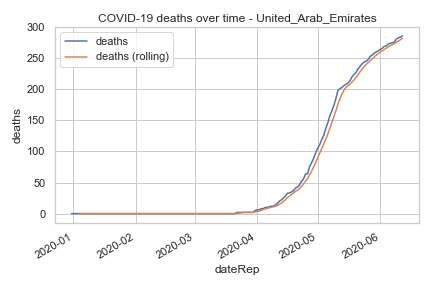 COVID-19 deaths over time - United_Arab_Emirates
300
250
200
150
100
50
0
deaths
deaths
deaths (rolling)
2020-01
2020-02
2020-03
2020-04
2020-05
2020-06
dateRep